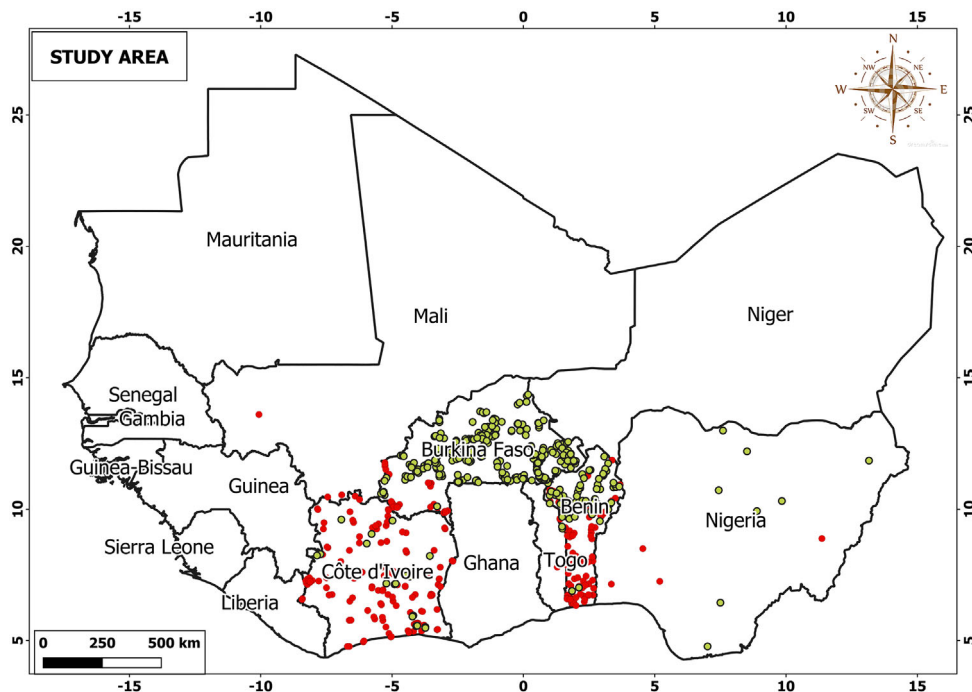 -15 -10 -5 0 5 10 15
STUDY AREA
N
NW NE
W E
SW SE
S
25 25
20 20
Mauritania
Mali
Niger
15 15
Senegal
Gambia
Burkina Faso
Guinea-Bissau
Guinea
10 10
Benin
Nigeria
Sierra Leone
Ghana
Togo
Côte d'Ivoire
Liberia
0 250 500 km
5 5
-15 -10 -5 0 5 10 15